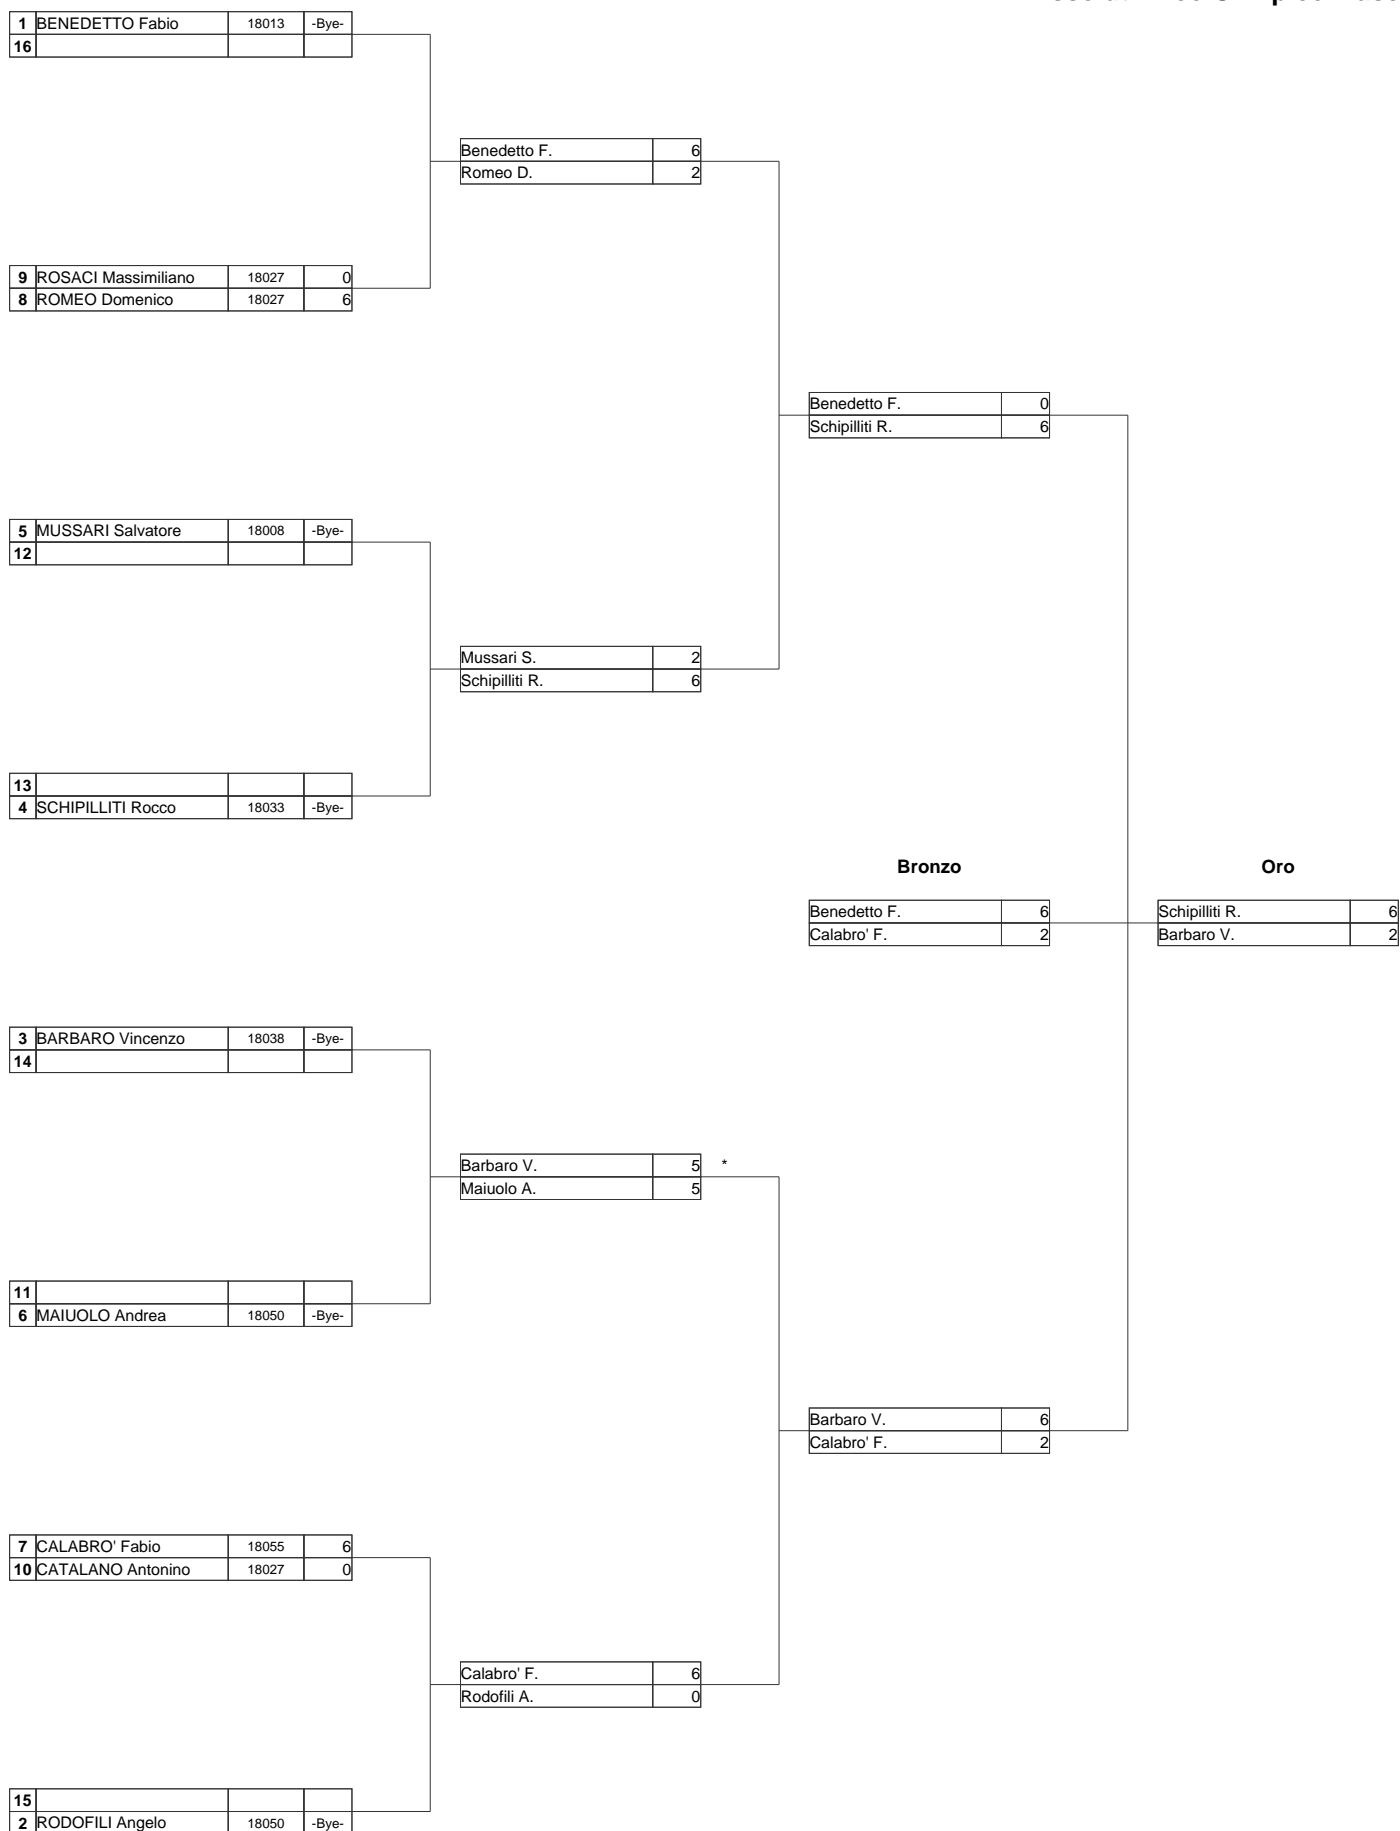 1 BENEDETTO Fabio 18013 -Bye-
16
Benedetto F. 6
Romeo D. 2
9 ROSACI Massimiliano 18027 0
8 ROMEO Domenico 18027 6
Benedetto F. 0
Schipilliti R. 6
5 MUSSARI Salvatore 18008 -Bye-
12
Mussari S. 2
Schipilliti R. 6
13
4 SCHIPILLITI Rocco 18033 -Bye-
Bronzo Oro
Benedetto F. 6 Schipilliti R. 6
Calabro' F. 2 Barbaro V. 2
3 BARBARO Vincenzo 18038 -Bye-
14
Barbaro V. 5 *
Maiuolo A. 5
11
6 MAIUOLO Andrea 18050 -Bye-
Barbaro V. 6
Calabro' F. 2
7 CALABRO' Fabio 18055 6
10 CATALANO Antonino 18027 0
Calabro' F. 6
Rodofili A. 0
15
2 RODOFILI Angelo 18050 -Bye-